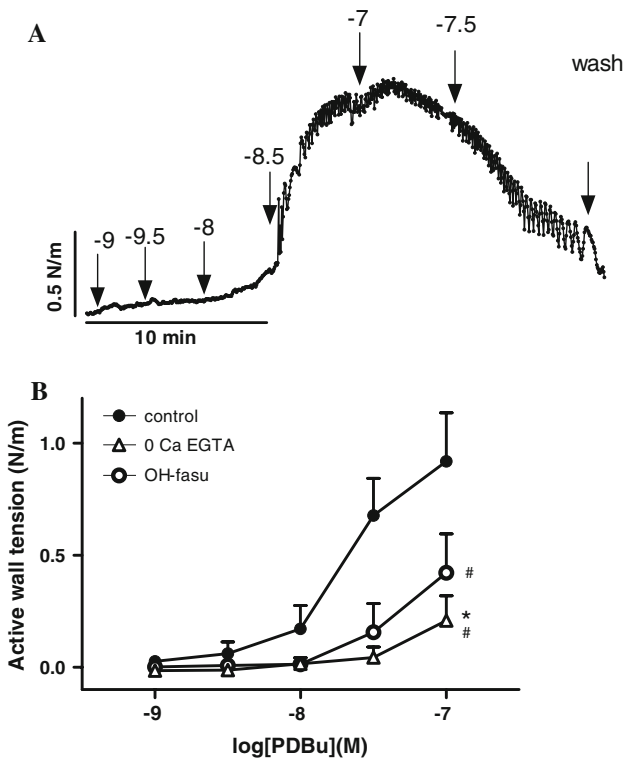 A
-9
-9.5
-8
-8.5
-7
-7.5
wash
0.5 N/m
10 min
B
control
0 Ca EGTA
OH-fasu
Active wall tension (N/m)
1.0
0.5
0.0
#
*
#
-9
-8
-7
log[PDBu](M)